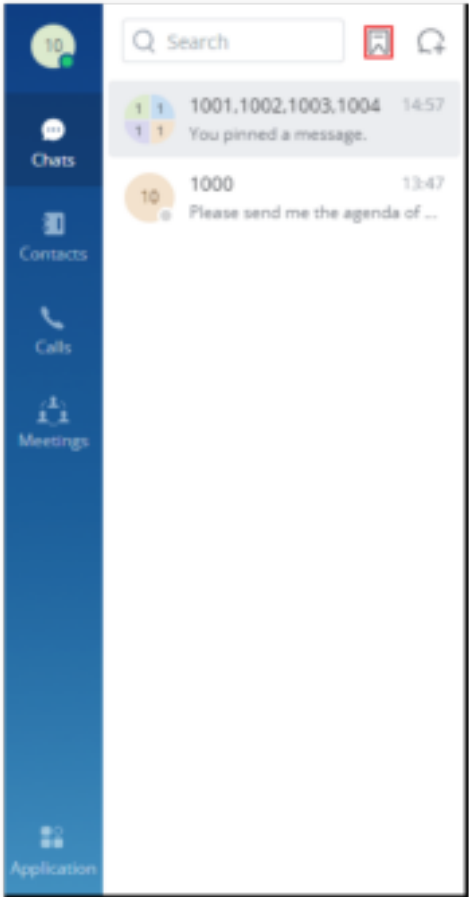 10
Search
Chats
Contacts
Calls
Meetings
Application
1 1
1 1
1001,1002,1003,1004 14:57
You pinned a message.
10
1000 13:47
Please send me the agenda of ...